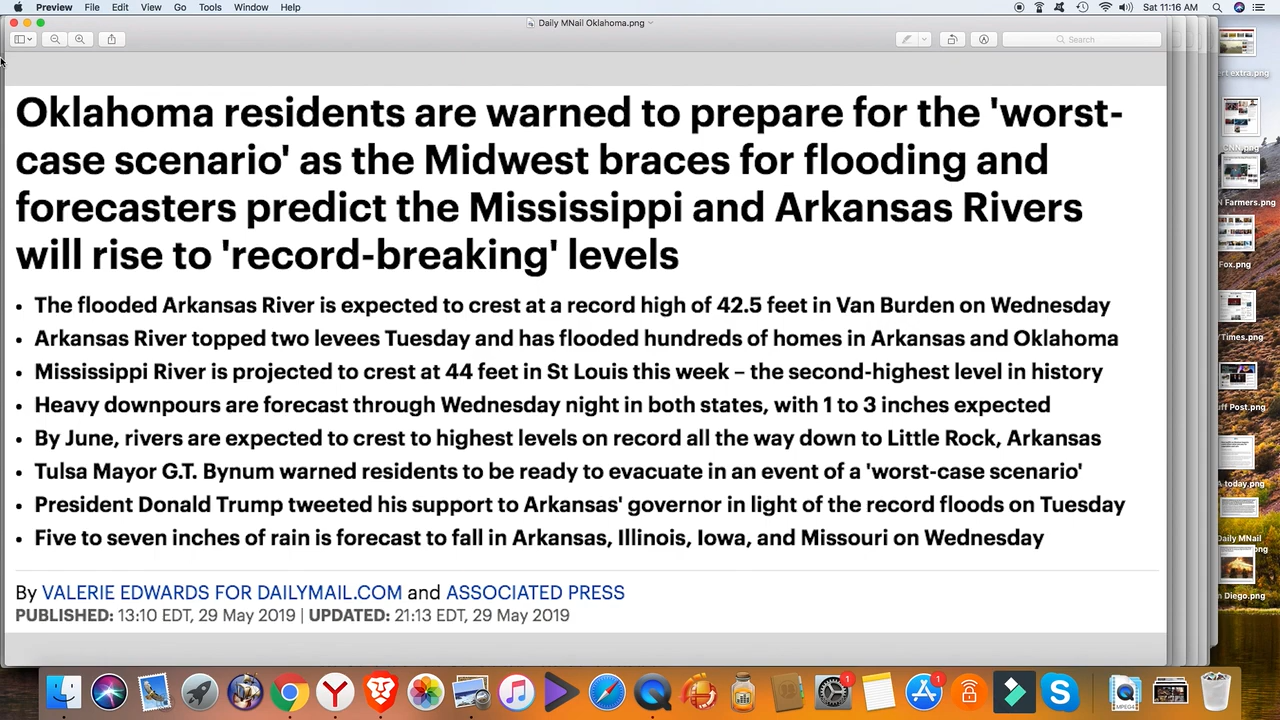 Preview File Edit View Go Tools Window Help Sat 11:16 AM
Daily MNail Oklahoma.png
Search
Oklahoma residents are warned to prepare for the 'worst-
case scenario' as the Midwest braces for flooding and
forecasters predict the Mississippi and Arkansas Rivers
will rise to 'record-breaking' levels
• The flooded Arkansas River is expected to crest at a record high of 42.5 feet in Van Burden on Wednesday
• Arkansas River topped two levees Tuesday and has flooded hundreds of homes in Arkansas and Oklahoma
• Mississippi River is projected to crest at 44 feet in St Louis this week – the second-highest level in history
• Heavy downpours are forecast through Wednesday night in both states, with 1 to 3 inches expected
• By June, rivers are expected to crest to highest levels on record all the way down to Little Rock, Arkansas
• Tulsa Mayor G.T. Bynum warned residents to be ready to evacuate in an event of a 'worst-case scenario'
• President Donald Trump tweeted his support to Arkansas' governor in light of the record floods on Tuesday
• Five to seven inches of rain is forecast to fall in Arkansas, Illinois, Iowa, and Missouri on Wednesday
By VALERIE EDWARDS FOR DAILYMAIL.COM and ASSOCIATED PRESS
PUBLISHED: 13:10 EDT, 29 May 2019 | UPDATED: 21:13 EDT, 29 May 2019
ert extra.png
CNN.png
N Farmers.png
Fox.png
Times.png
uff Post.png
A today.png
Daily MNail
n Diego.png
1
1
MPEG4